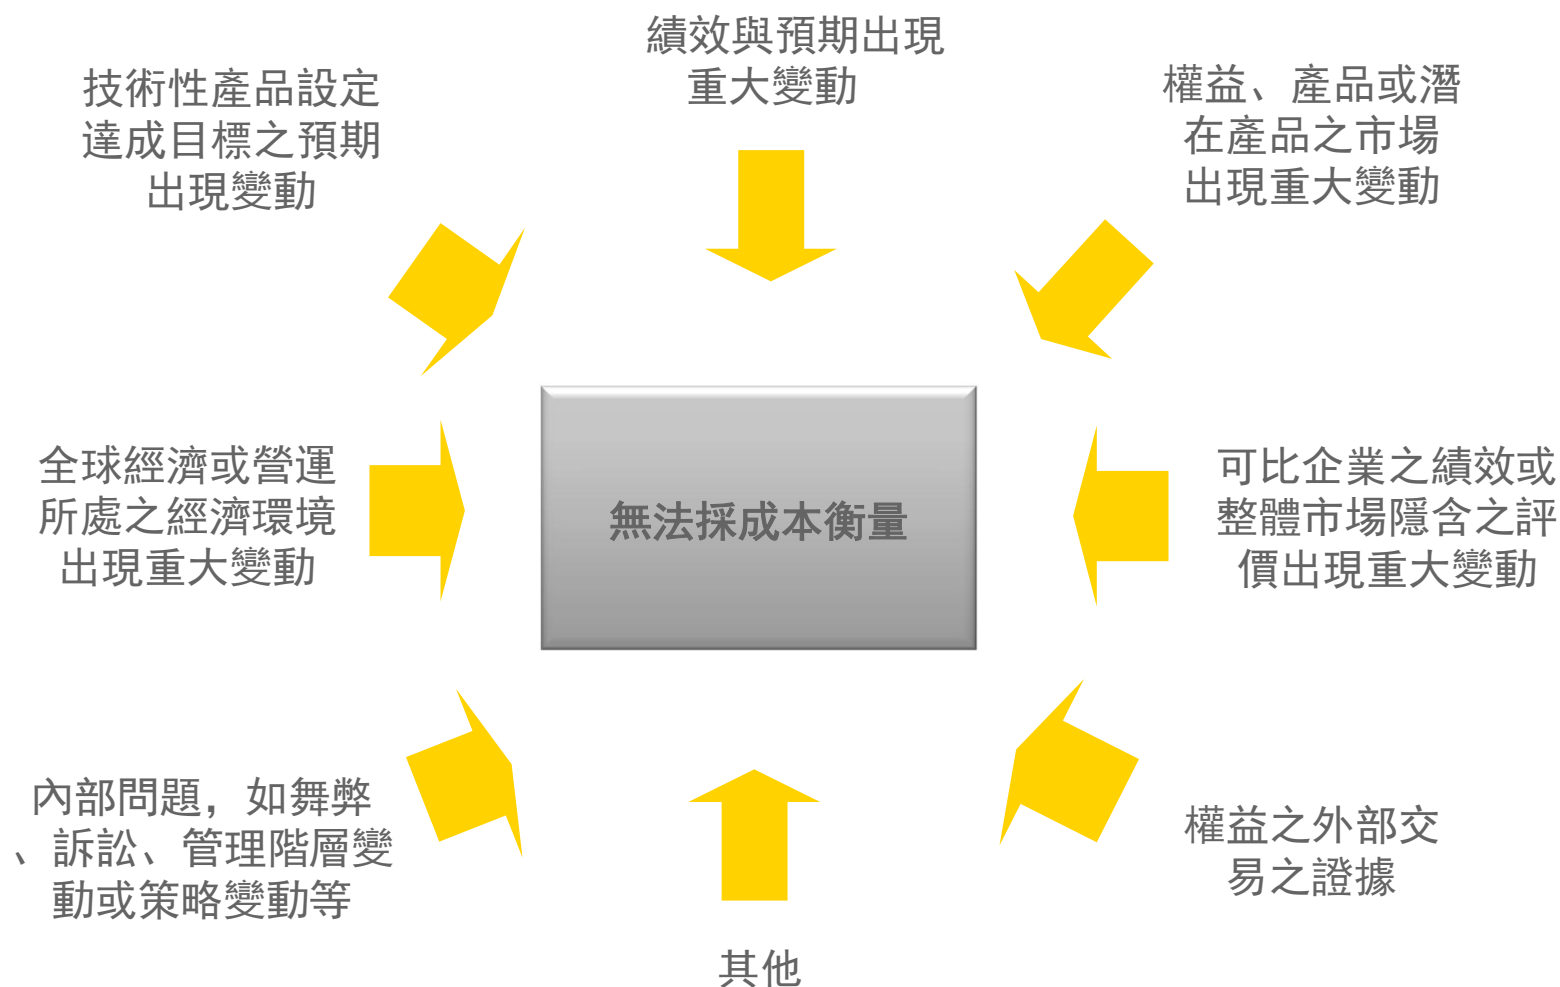 績效與預期出現
重大變動
技術性產品設定
達成目標之預期
出現變動
權益、產品或潛
在產品之市場
出現重大變動
全球經濟或營運
所處之經濟環境
出現重大變動
無法採成本衡量
可比企業之績效或
整體市場隱含之評
價出現重大變動
內部問題，如舞弊
、訴訟、管理階層變
動或策略變動等
權益之外部交
易之證據
其他